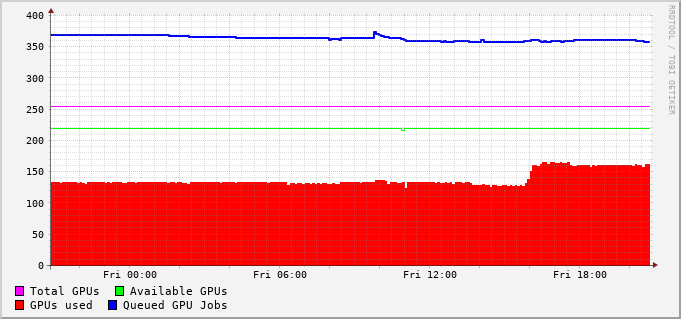 400
350
300
250
200
150
100
50
0
Fri 00:00 Fri 06:00 Fri 12:00 Fri 18:00
Total GPUs Available GPUs
GPUs used Queued GPU Jobs
RRDTOOL / TOBI OETIKER